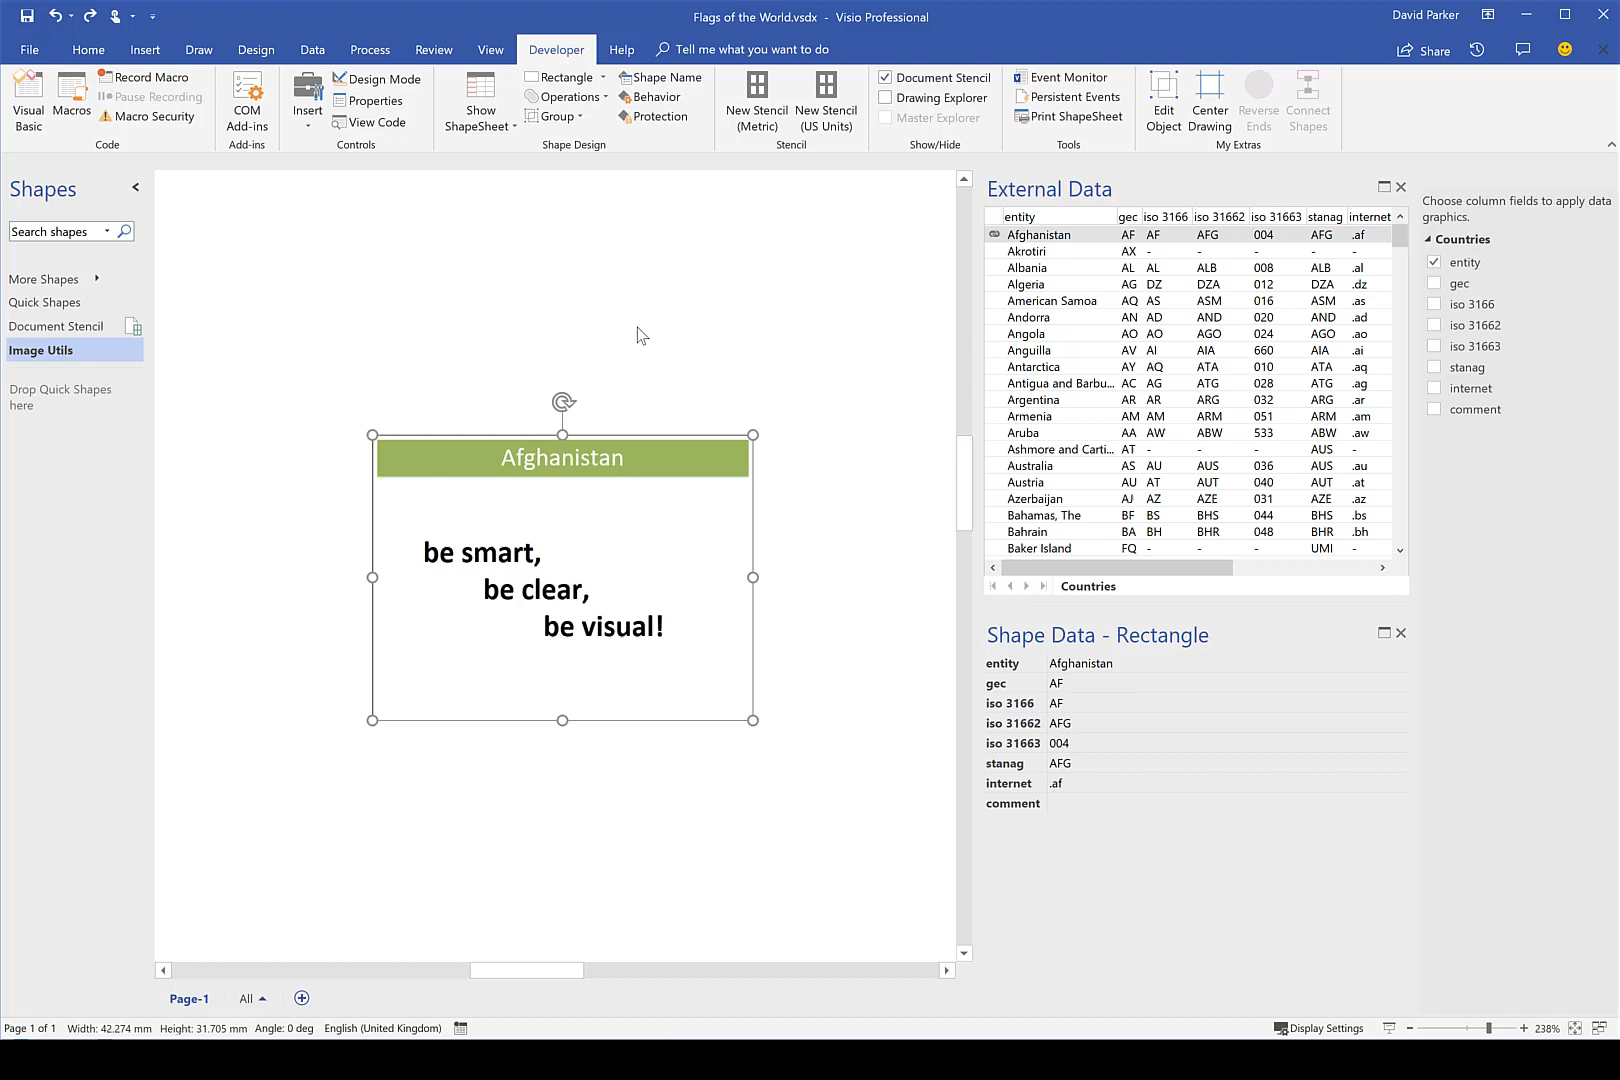 Flags of the World.vsdx - Visio Professional
David Parker
File Home Insert Draw Design Data Process Review View Developer Help Tell me what you want to do
Share
Visual Basic
Macros
Record Macro
Pause Recording
Macro Security
Code
COM Add-ins
Add-ins
Insert
Design Mode
Properties
View Code
Controls
Show ShapeSheet
Rectangle
Operations
Group
Shape Name
Behavior
Protection
Shape Design
New Stencil (Metric)
New Stencil (US Units)
Stencil
Document Stencil
Drawing Explorer
Master Explorer
Show/Hide
Event Monitor
Persistent Events
Print ShapeSheet
Tools
Edit Object
Center Drawing
Reverse Ends
Connect Shapes
My Extras
Shapes
Search shapes
More Shapes
Quick Shapes
Document Stencil
Image Utils
Drop Quick Shapes
here
Afghanistan
be smart,
be clear,
be visual!
External Data
entity gec iso 3166 iso 31662 iso 31663 stanag internet
Afghanistan AF AF AFG 004 AFG .af
Akrotiri AX - - - - -
Albania AL AL ALB 008 ALB .al
Algeria AG DZ DZA 012 DZA .dz
American Samoa AQ AS ASM 016 ASM .as
Andorra AN AD AND 020 AND .ad
Angola AO AO AGO 024 AGO .ao
Anguilla AV AI AIA 660 AIA .ai
Antarctica AY AQ ATA 010 ATA .aq
Antigua and Barbu... AC AG ATG 028 ATG .ag
Argentina AR AR ARG 032 ARG .ar
Armenia AM AM ARM 051 ARM .am
Aruba AA AW ABW 533 ABW .aw
Ashmore and Carti... AT - - - AUS -
Australia AS AU AUS 036 AUS .au
Austria AU AT AUT 040 AUT .at
Azerbaijan AJ AZ AZE 031 AZE .az
Bahamas, The BF BS BHS 044 BHS .bs
Bahrain BA BH BHR 048 BHR .bh
Baker Island FQ - - - UMI -
Countries
Shape Data - Rectangle
entity Afghanistan
gec AF
iso 3166 AF
iso 31662 AFG
iso 31663 004
stanag AFG
internet .af
comment
Choose column fields to apply data
graphics.
Countries
entity
gec
iso 3166
iso 31662
iso 31663
stanag
internet
comment
Page-1 All
Page 1 of 1 Width: 42.274 mm Height: 31.705 mm Angle: 0 deg English (United Kingdom)
Display Settings
238%